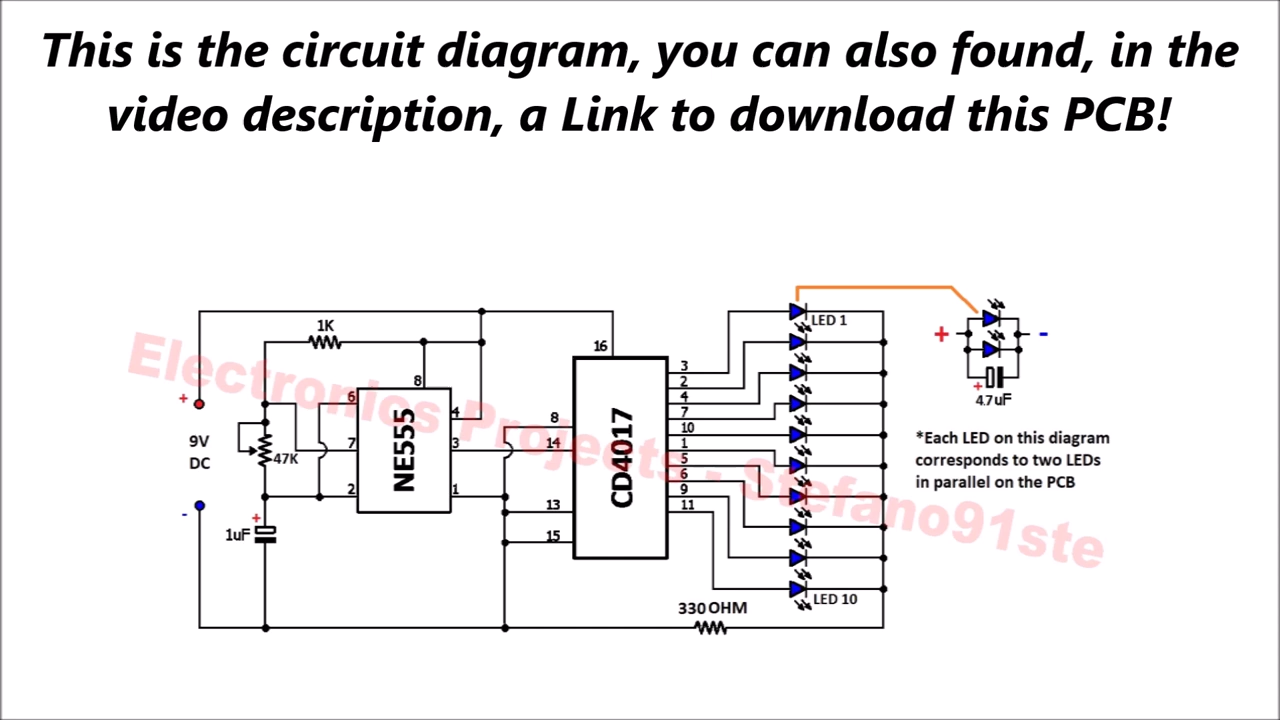 This is the circuit diagram, you can also found, in the
video description, a Link to download this PCB!
LED 1
1K
16
3
8
2
+
-
4
+
4.7uF
6
7
+
4
8
10
9V
DC
7
47K
3
14
1
*Each LED on this diagram
corresponds to two LEDs
in parallel on the PCB
NE555
CD4017
5
6
2
1
9
-
+
1uF
13
11
15
330 OHM
LED 10
Electronics Projects - Stefano91ste